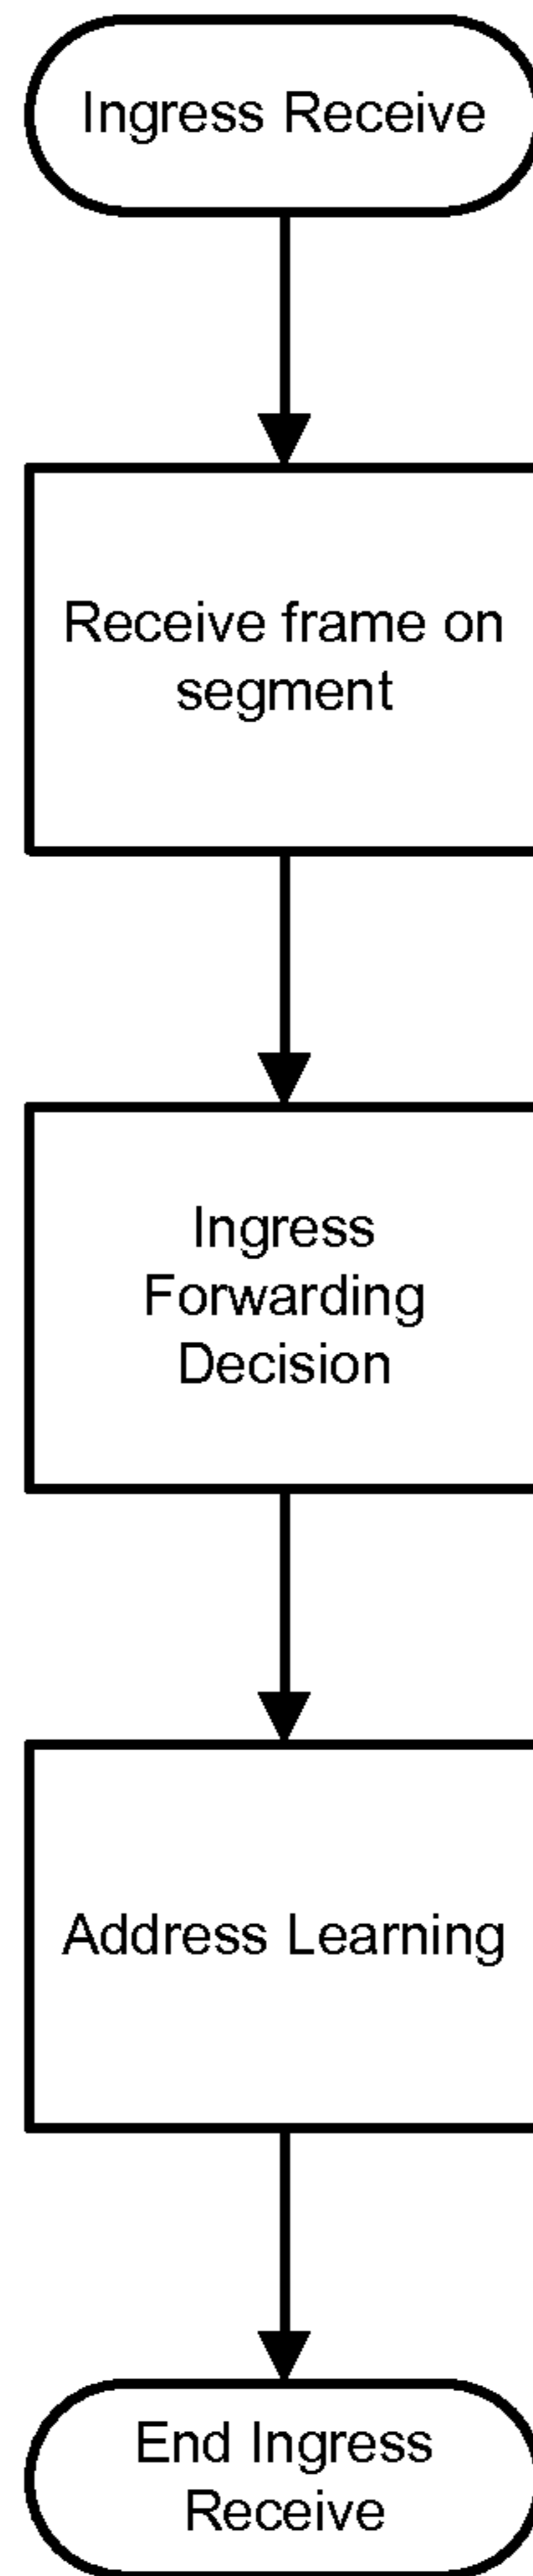 Ingress Receive
Receive frame on
segment
Ingress
Forwarding
Decision
Address Learning
End Ingress
Receive